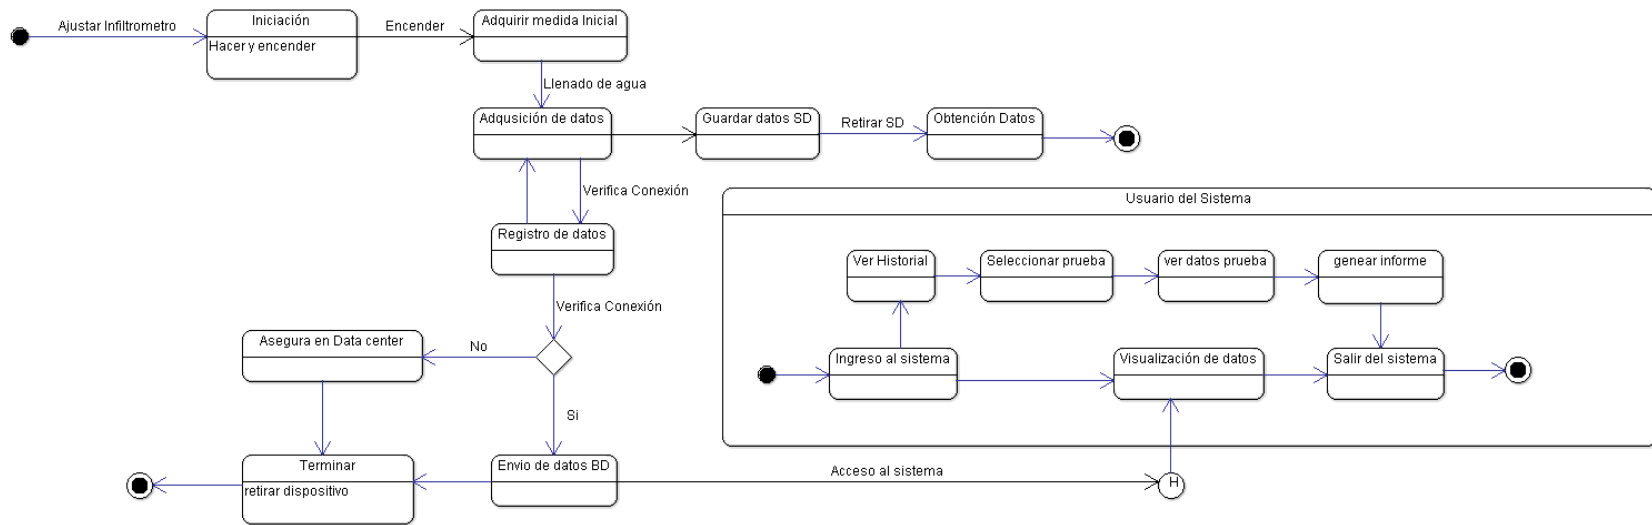 Ajustar Infiltrometro
Iniciación
Hacer y encender
Encender
Adquirir medida Inicial
Llenado de agua
Adqusición de datos
Guardar datos SD
Retirar SD
Obtención Datos
Verifica Conexión
Usuario del Sistema
Registro de datos
Ver Historial
Seleccionar prueba
ver datos prueba
genear informe
Verifica Conexión
Asegura en Data center
No
Ingreso al sistema
Visualización de datos
Salir del sistema
Si
Terminar
retirar dispositivo
Envio de datos BD
Acceso al sistema
H